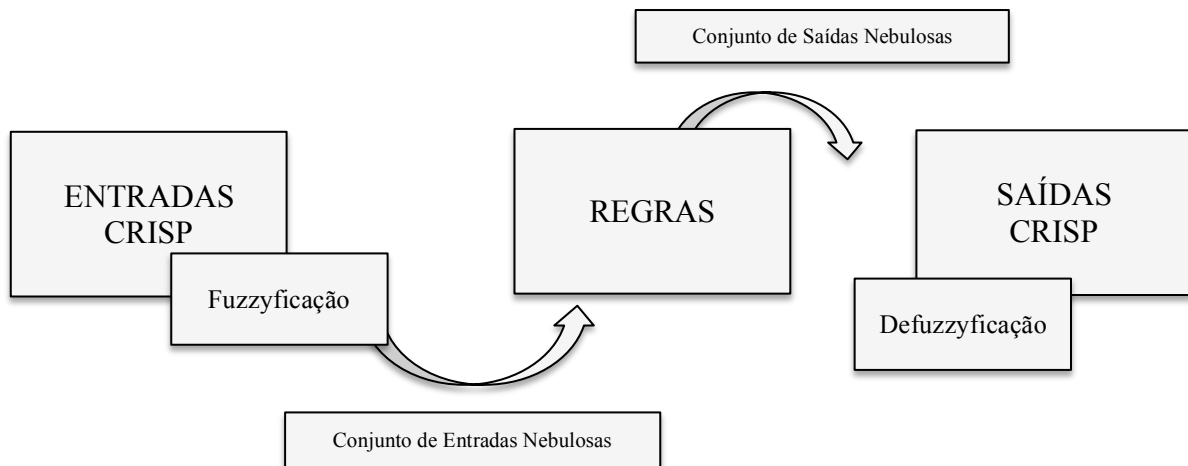 Conjunto de Saídas Nebulosas
ENTRADAS
CRISP
REGRAS
SAÍDAS
CRISP
Fuzzyficação
Defuzzyficação
Conjunto de Entradas Nebulosas